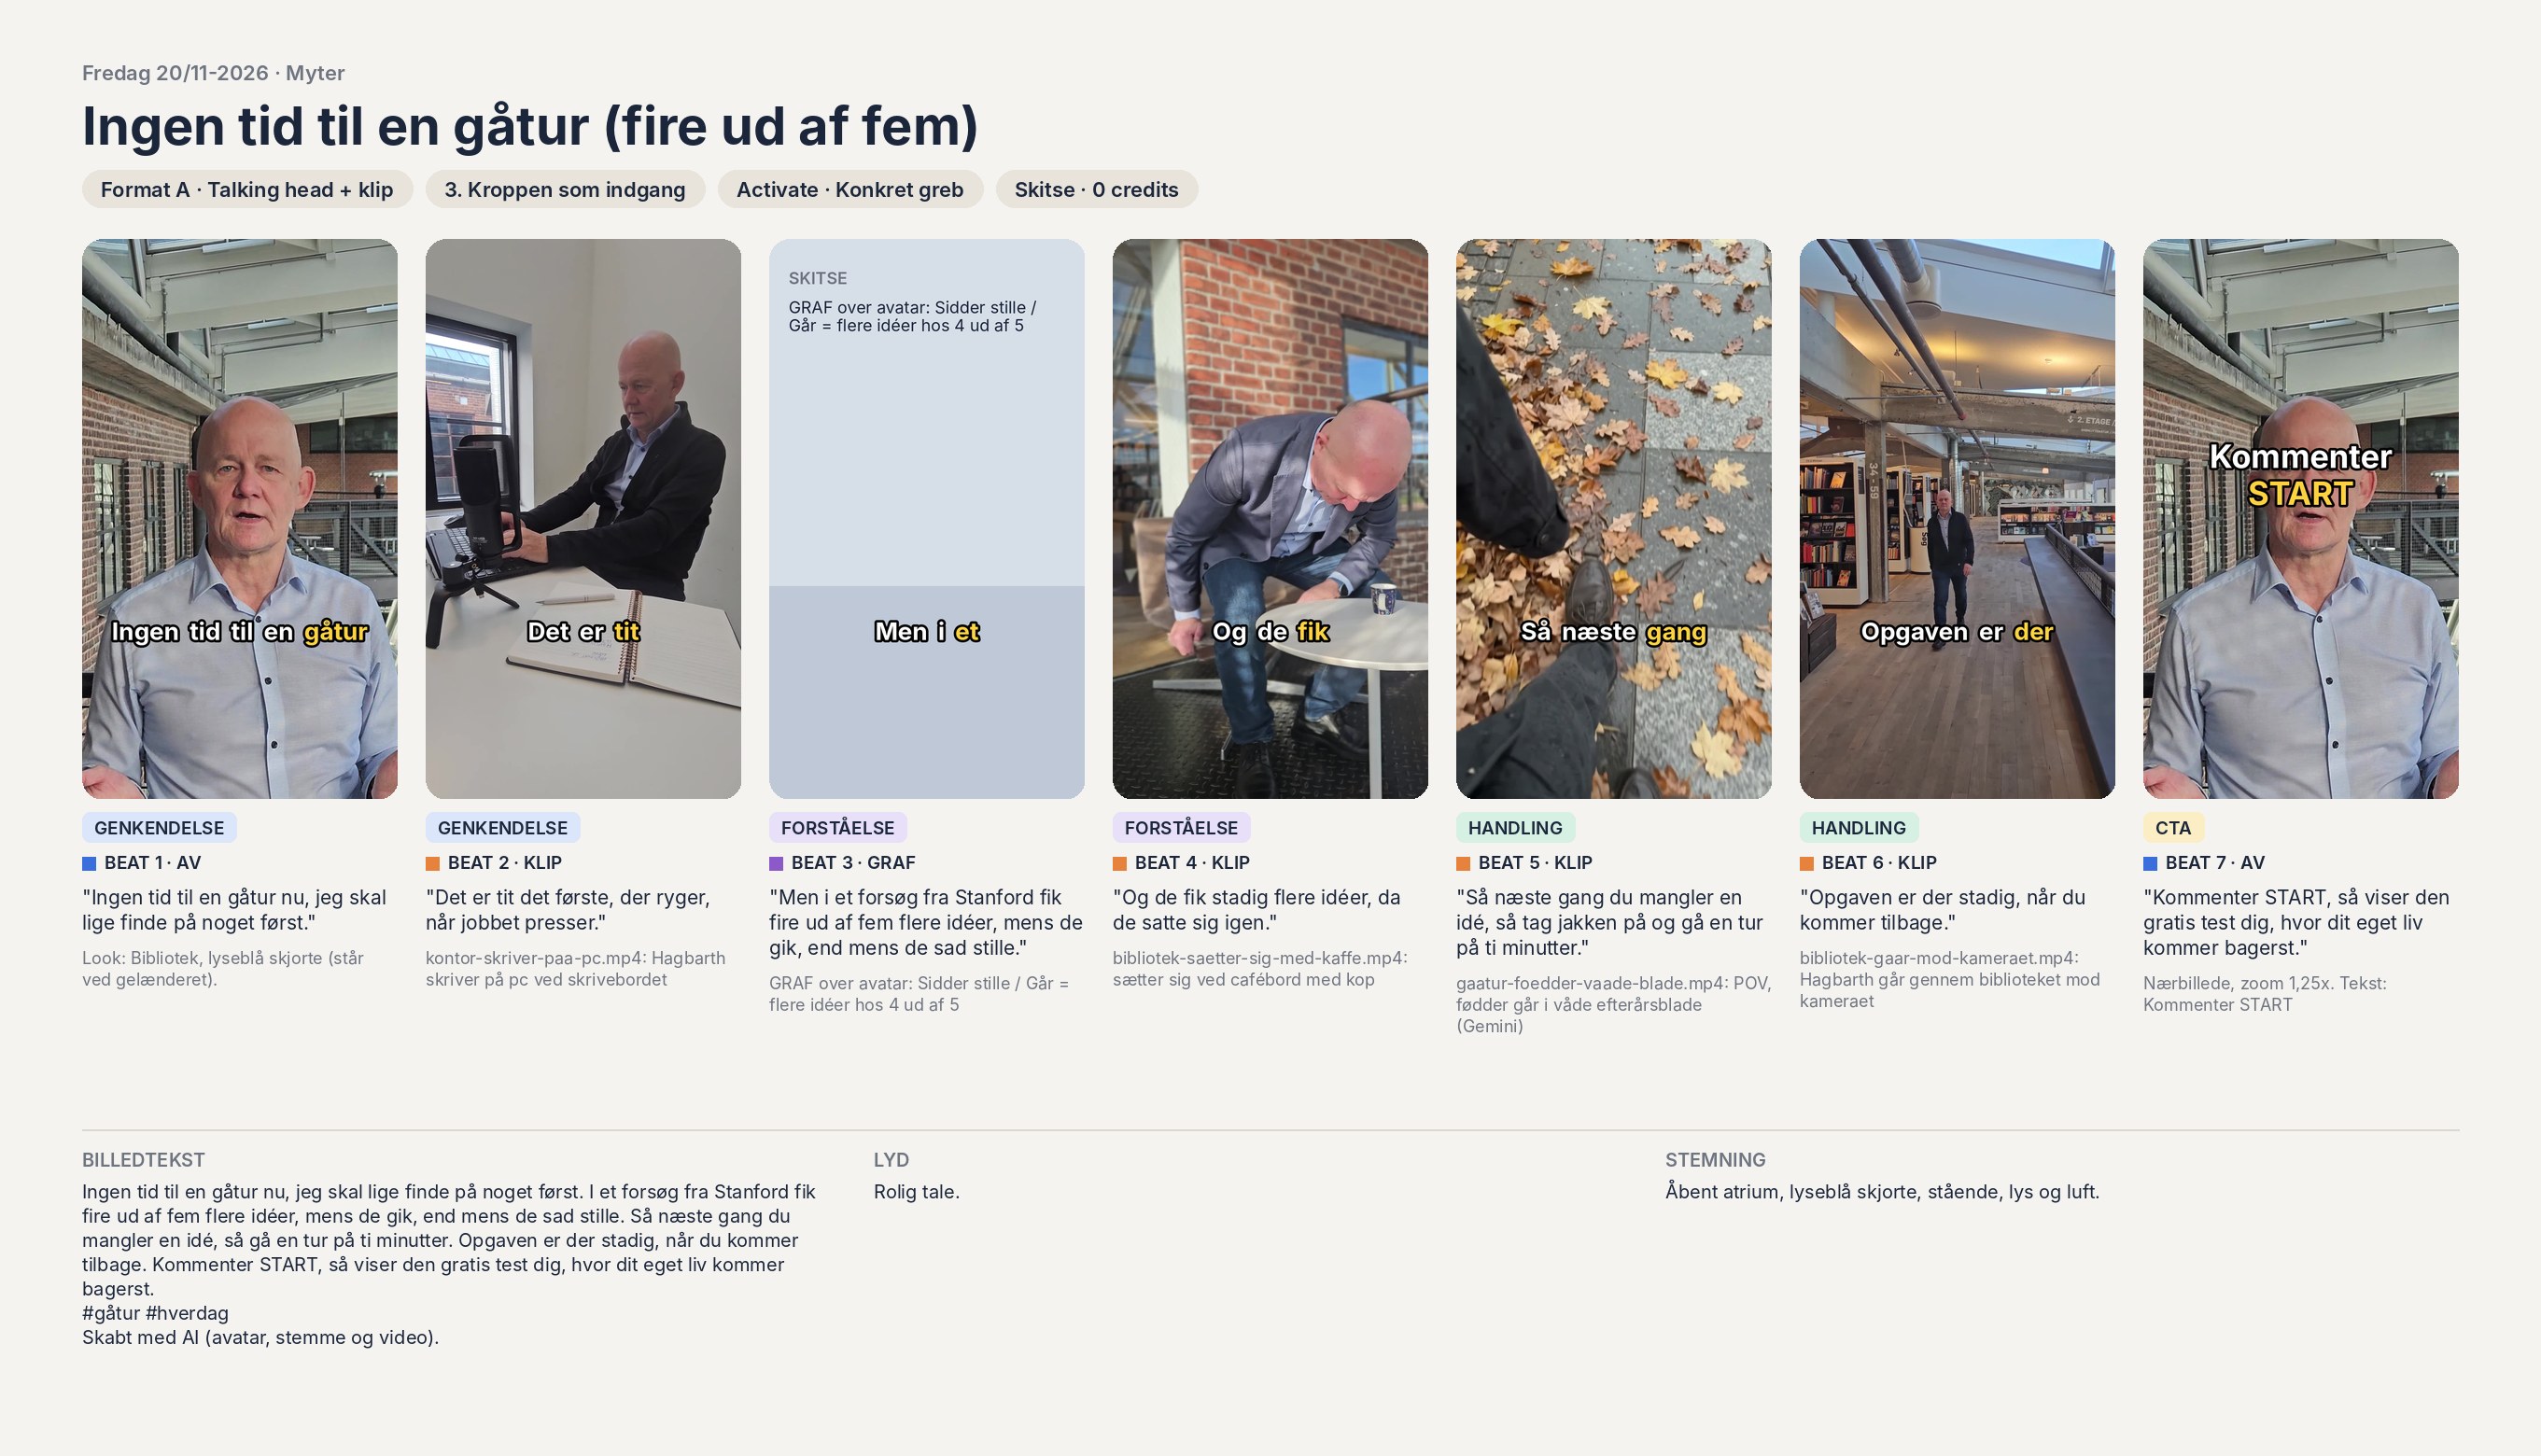 Fredag 20/11-2026 · Myter
Ingen tid til en gåtur (fire ud af fem)
Format A · Talking head + klip
3. Kroppen som indgang
Activate · Konkret greb
Skitse · 0 credits
Ingen tid til en gåtur
GENKENDELSE
BEAT 1 · AV
"Ingen tid til en gåtur nu, jeg skal
lige finde på noget først."
Look: Bibliotek, lyseblå skjorte (står
ved gelænderet).
Det er tit
GENKENDELSE
BEAT 2 · KLIP
"Det er tit det første, der ryger,
når jobbet presser."
kontor-skriver-paa-pc.mp4: Hagbarth
skriver på pc ved skrivebordet
SKITSE
GRAF over avatar: Sidder stille /
Går = flere idéer hos 4 ud af 5
Men i et
FORSTÅELSE
BEAT 3 · GRAF
"Men i et forsøg fra Stanford fik
fire ud af fem flere idéer, mens de
gik, end mens de sad stille."
GRAF over avatar: Sidder stille / Går =
flere idéer hos 4 ud af 5
Og de fik
FORSTÅELSE
BEAT 4 · KLIP
"Og de fik stadig flere idéer, da
de satte sig igen."
bibliotek-saetter-sig-med-kaffe.mp4:
sætter sig ved cafébord med kop
Så næste gang
HANDLING
BEAT 5 · KLIP
"Så næste gang du mangler en
idé, så tag jakken på og gå en tur
på ti minutter."
gaatur-foedder-vaade-blade.mp4: POV,
fødder går i våde efterårsblade
(Gemini)
2. ETAGE
34 - 59
Søg
Opgaven er der
HANDLING
BEAT 6 · KLIP
"Opgaven er der stadig, når du
kommer tilbage."
bibliotek-gaar-mod-kameraet.mp4:
Hagbarth går gennem biblioteket mod
kameraet
Kommenter
START
CTA
BEAT 7 · AV
"Kommenter START, så viser den
gratis test dig, hvor dit eget liv
kommer bagerst."
Nærbillede, zoom 1,25x. Tekst:
Kommenter START
BILLEDTEKST
Ingen tid til en gåtur nu, jeg skal lige finde på noget først. I et forsøg fra Stanford fik
fire ud af fem flere idéer, mens de gik, end mens de sad stille. Så næste gang du
mangler en idé, så gå en tur på ti minutter. Opgaven er der stadig, når du kommer
tilbage. Kommenter START, så viser den gratis test dig, hvor dit eget liv kommer
bagerst.
#gåtur #hverdag
Skabt med AI (avatar, stemme og video).
LYD
Rolig tale.
STEMNING
Åbent atrium, lyseblå skjorte, stående, lys og luft.